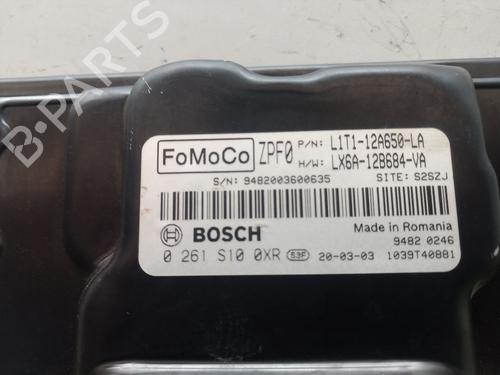 B-PARTS
FoMoCo ZPF0 P/N: L1T1-12A650-LA
H/W: LX6A-12B684-VA
S/N: 9482003600635 SITE: S2SZJ
BOSCH Made in Romania
9482 0246
0 261 S10 0XR 53F 20-03-03 1039T40881